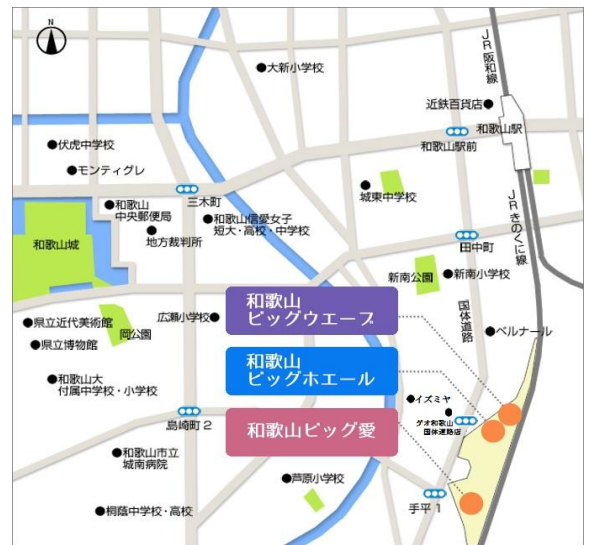 N
JR阪和線
大新小学校
近鉄百貨店
和歌山駅
和歌山駅前
伏虎中学校
モンティグレ
三木町
城東中学校
和歌山
中央郵便局
和歌山信愛女子
短大・高校・中学校
地方裁判所
和歌山城
田中町
JRきのくに線
新南公園
新南小学校
国体道路
和歌山
ビッグウエーブ
県立近代美術館
岡公園
広瀬小学校
ベルナール
県立博物館
和歌山
ビッグホエール
和歌山大
付属中学校・小学校
イズミヤ
ゲオ和歌山
国体道路店
島崎町2
和歌山ビッグ愛
和歌山市立
城南病院
芦原小学校
手平1
桐蔭中学校・高校